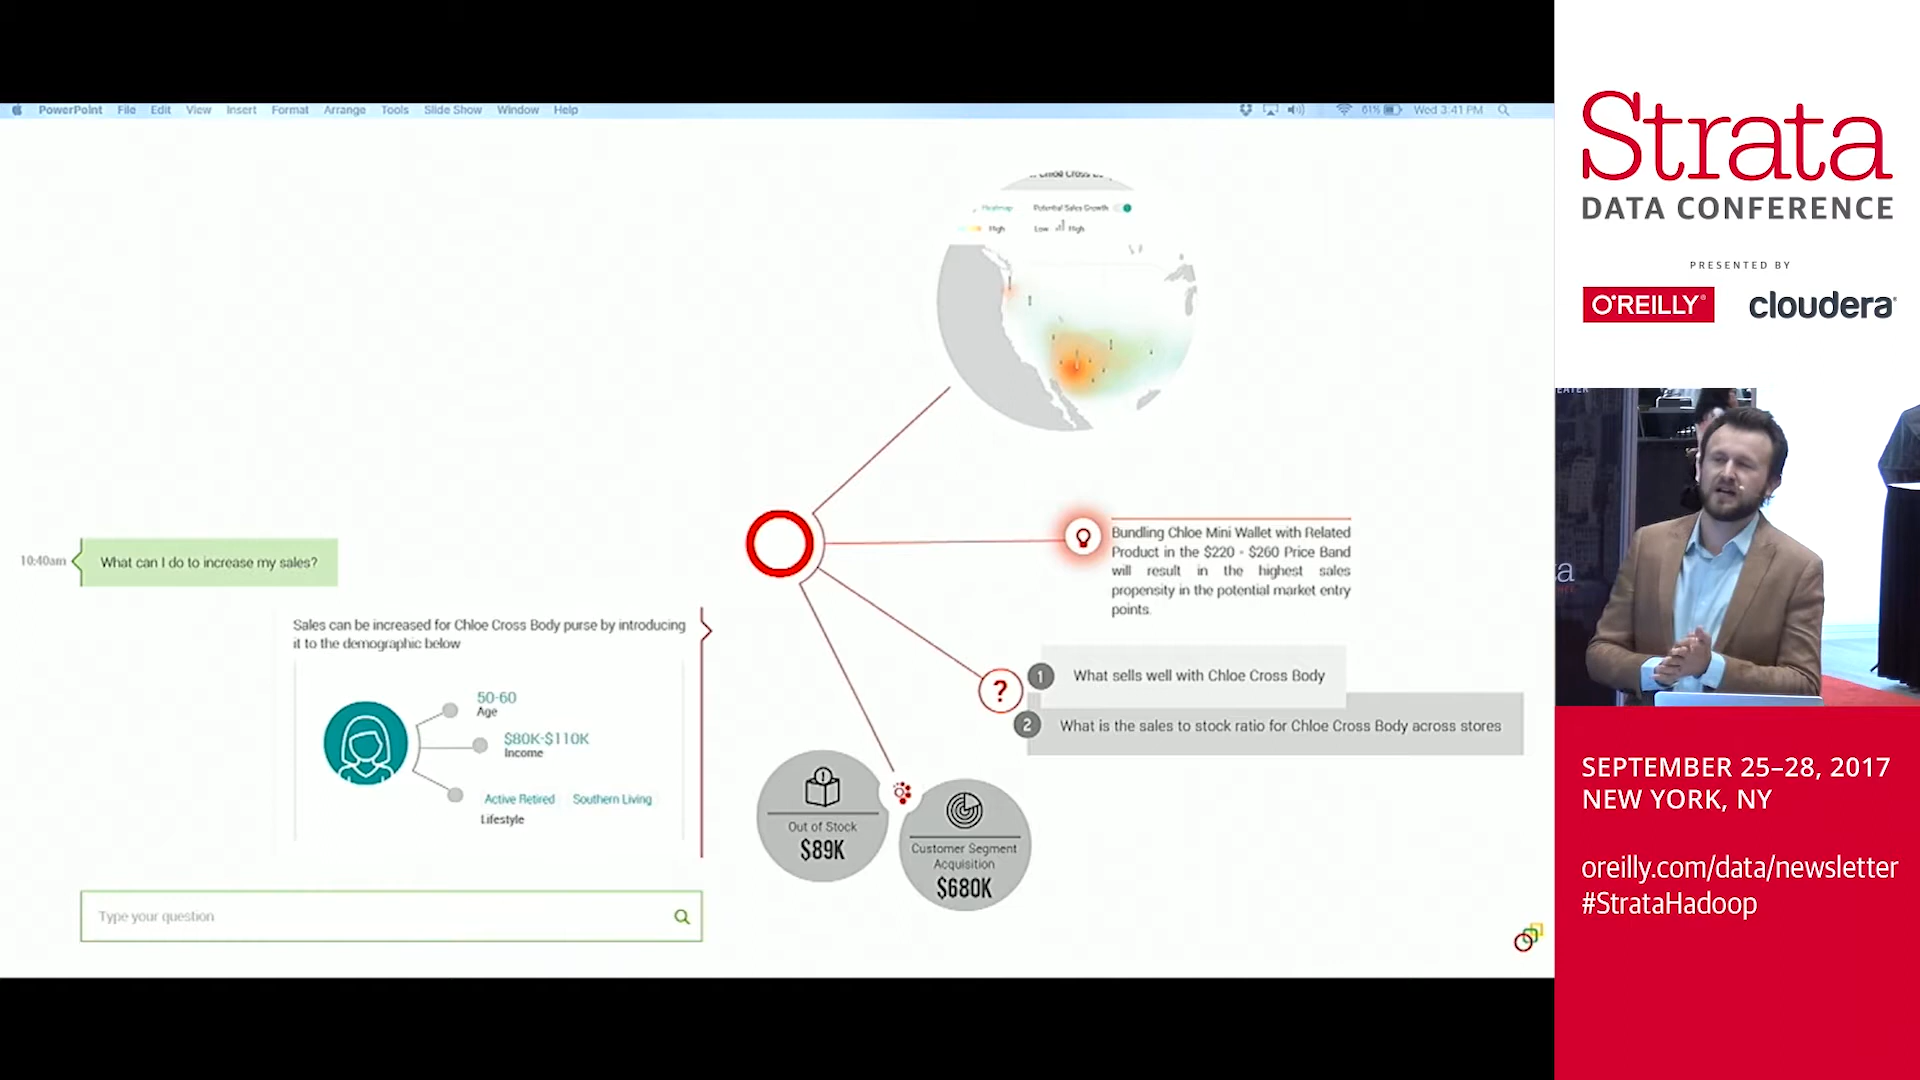 PowerPoint File Edit View Insert Format Arrange Tools Slide Show Window Help
61% Wed 3:41 PM
Chloe Cross
Heatmap Potential Sales Growth
High Low High
10:40am
What can I do to increase my sales?
Sales can be increased for Chloe Cross Body purse by introducing
it to the demographic below
50-60
Age
$80K-$110K
Income
Active Retired Southern Living
Lifestyle
Type your question
Bundling Chloe Mini Wallet with Related
Product in the $220 - $260 Price Band
will result in the highest sales
propensity in the potential market entry
points.
?
1 What sells well with Chloe Cross Body
2 What is the sales to stock ratio for Chloe Cross Body across stores
Out of Stock
$89K
Customer Segment
Acquisition
$680K
Strata
DATA CONFERENCE
PRESENTED BY
O'REILLY® cloudera®
SEPTEMBER 25–28, 2017
NEW YORK, NY
oreilly.com/data/newsletter
#StrataHadoop